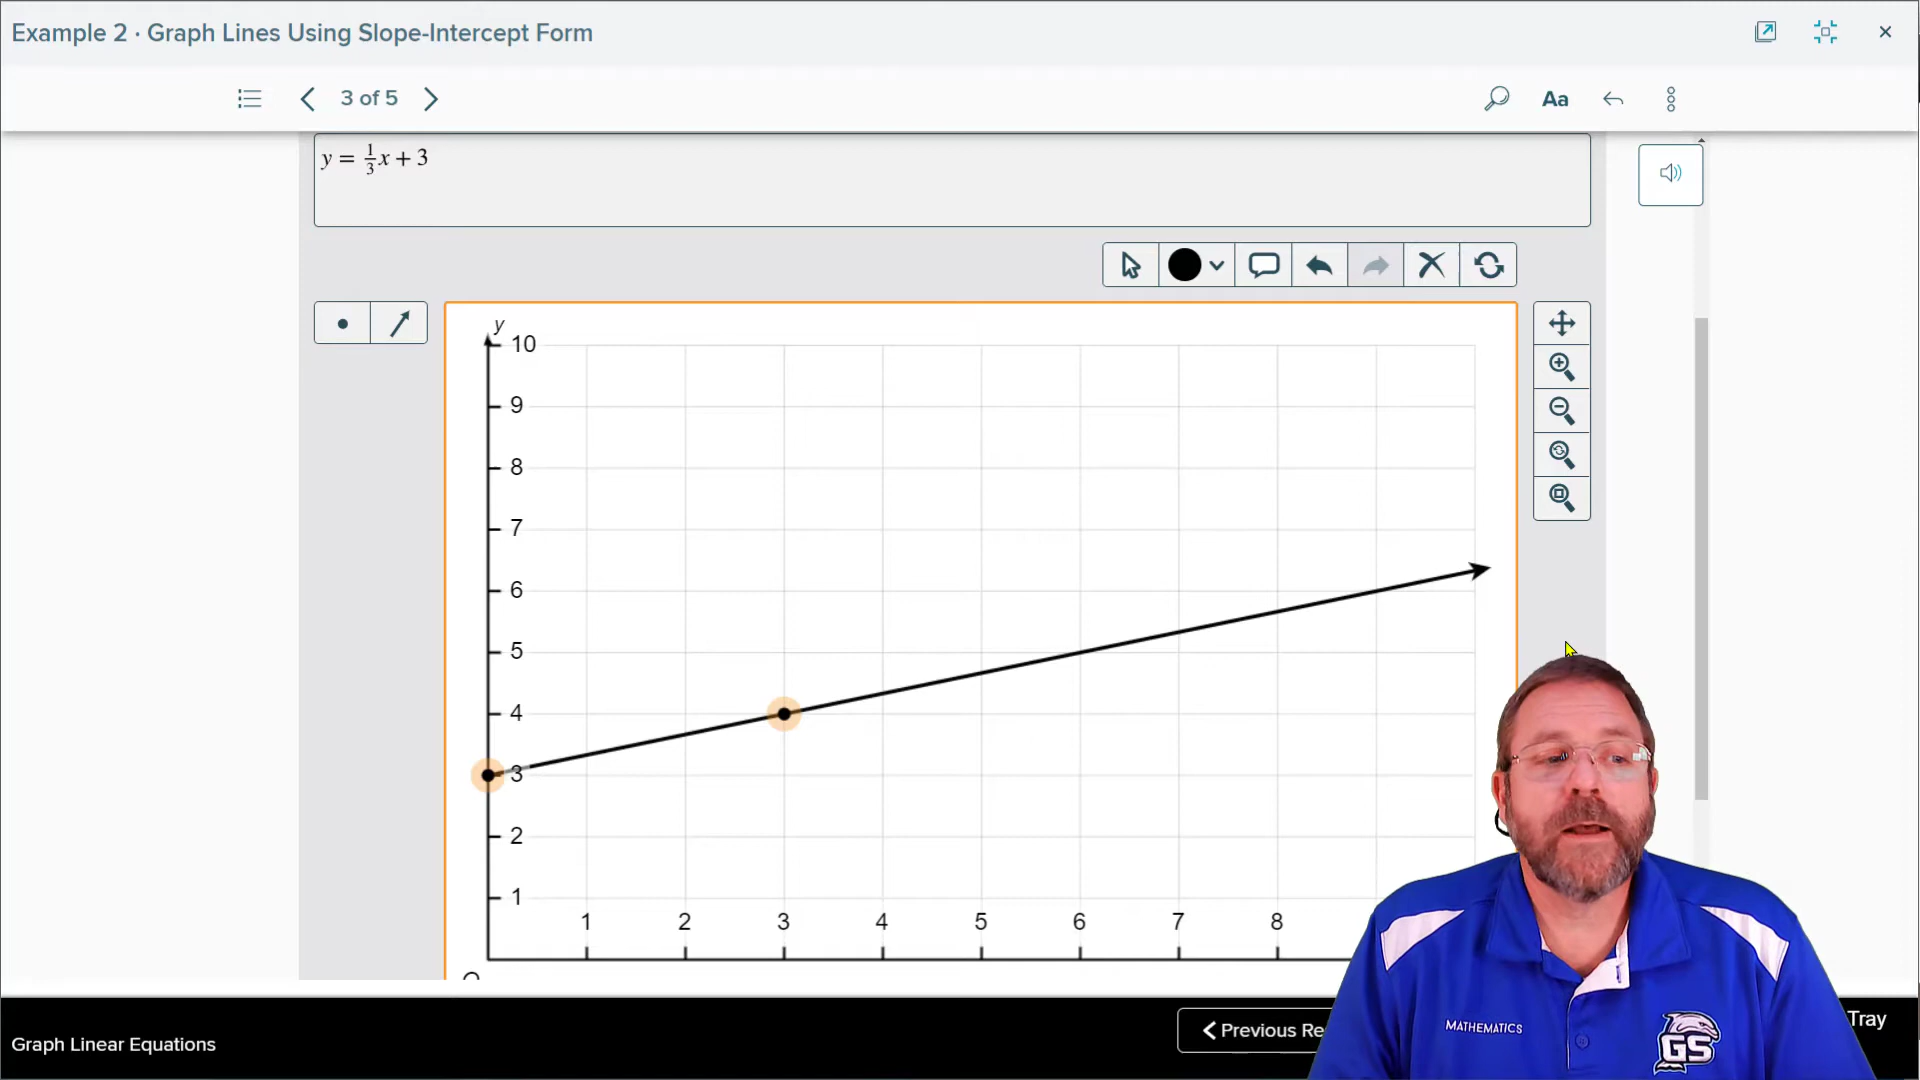 Example 2 · Graph Lines Using Slope-Intercept Form
3 of 5
Aa
y = 1/3 x + 3
y
10
9
8
7
6
5
4
3
2
1
1 2 3 4 5 6 7 8
Previous
Tray
Graph Linear Equations
MATHEMATICS
GS